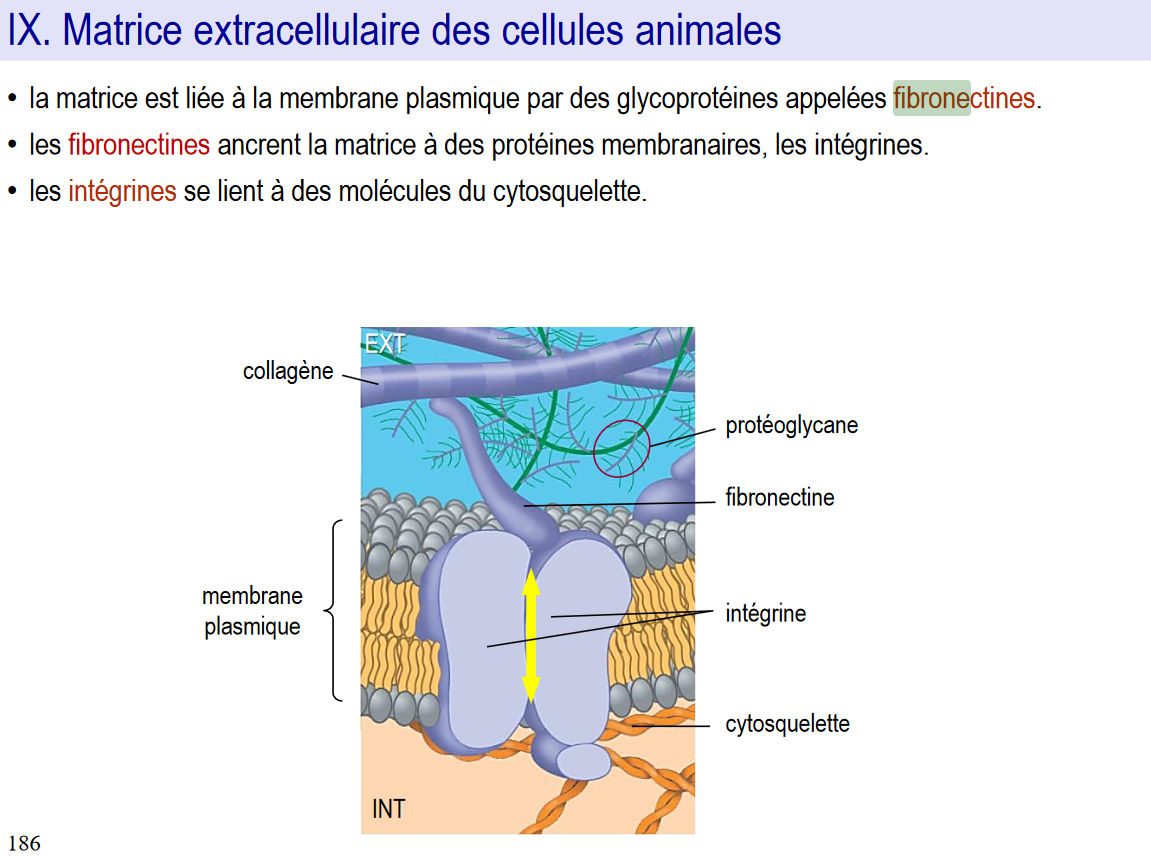 IX. Matrice extracellulaire des cellules animales
• la matrice est liée à la membrane plasmique par des glycoprotéines appelées fibronectines.
• les fibronectines ancrent la matrice à des protéines membranaires, les intégrines.
• les intégrines se lient à des molécules du cytosquelette.
EXT
collagène
protéoglycane
fibronectine
membrane
plasmique
intégrine
cytosquelette
INT
186